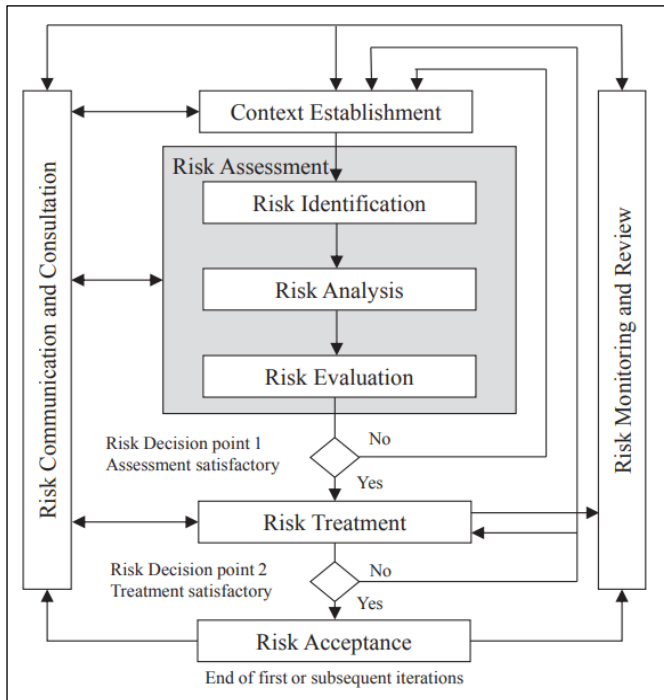 Context Establishment
Risk Assessment
Risk Identification
Risk Analysis
Risk Evaluation
Risk Communication and Consultation
Risk Monitoring and Review
Risk Decision point 1
Assessment satisfactory
No
Yes
Risk Treatment
Risk Decision point 2
Treatment satisfactory
No
Yes
Risk Acceptance
End of first or subsequent iterations